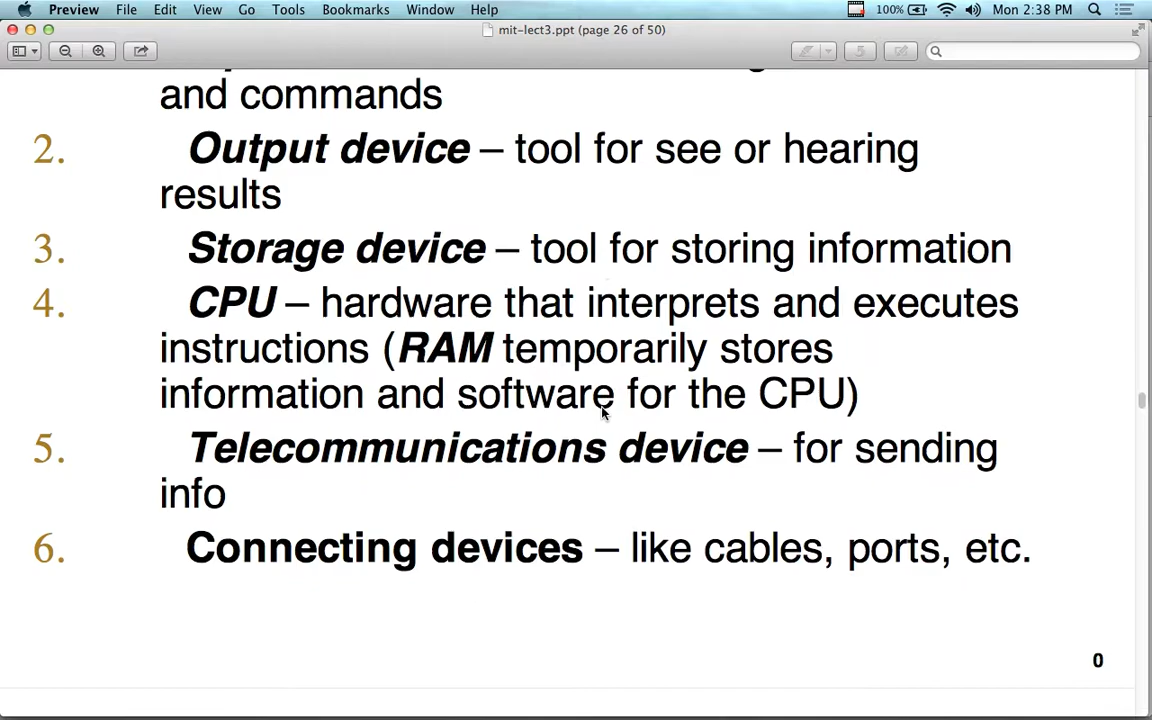 Preview File Edit View Go Tools Bookmarks Window Help 100% Mon 2:38 PM
mit-lect3.ppt (page 26 of 50)
and commands
2. Output device – tool for see or hearing
results
3. Storage device – tool for storing information
4. CPU – hardware that interprets and executes
instructions (RAM temporarily stores
information and software for the CPU)
5. Telecommunications device – for sending
info
6. Connecting devices – like cables, ports, etc.
0